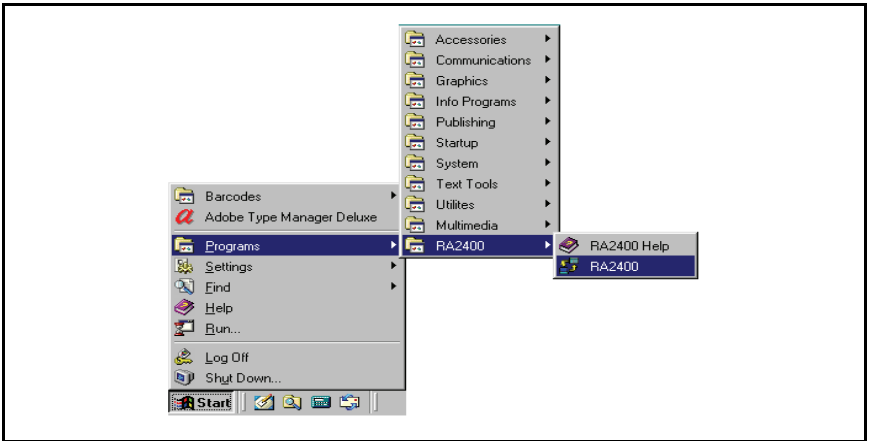 Accessories
Communications
Graphics
Info Programs
Publishing
Startup
System
Text Tools
Utilites
Multimedia
RA2400
RA2400 Help
RA2400
Barcodes
Adobe Type Manager Deluxe
Programs
Settings
Find
Help
Run...
Log Off
Shut Down...
Start